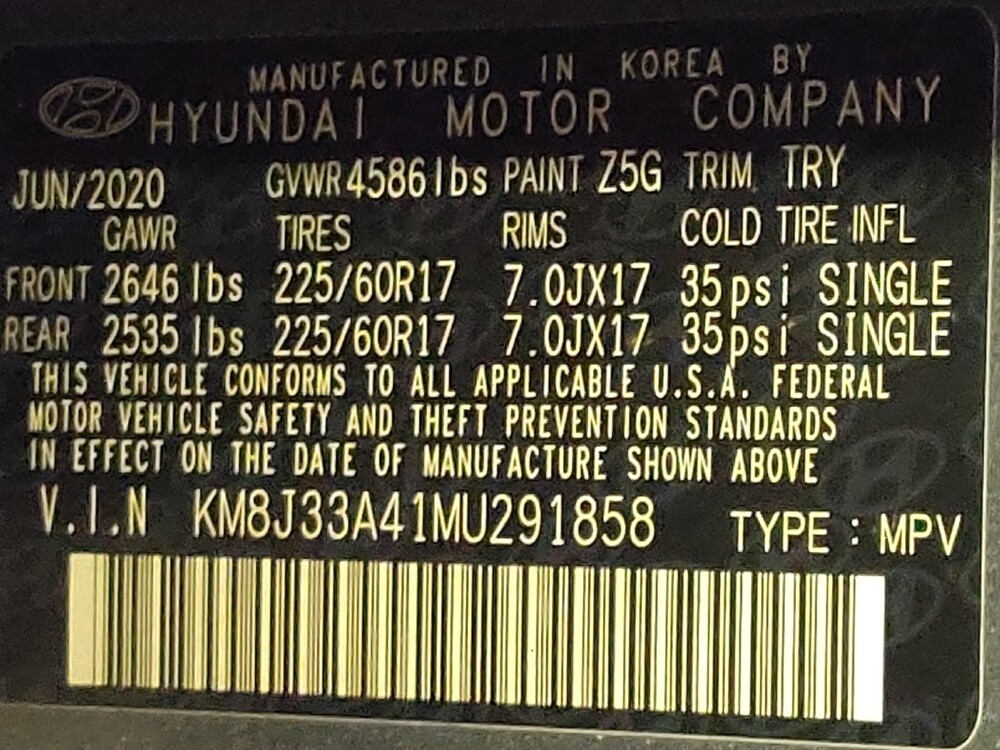 MANUFACTURED IN KOREA BY
HYUNDAI MOTOR COMPANY
JUN/2020 GVWR 4586 lbs PAINT Z5G TRIM TRY
GAWR TIRES RIMS COLD TIRE INFL
FRONT 2646 lbs 225/60R17 7.0JX17 35psi SINGLE
REAR 2535 lbs 225/60R17 7.0JX17 35psi SINGLE
THIS VEHICLE CONFORMS TO ALL APPLICABLE U.S.A. FEDERAL
MOTOR VEHICLE SAFETY AND THEFT PREVENTION STANDARDS
IN EFFECT ON THE DATE OF MANUFACTURE SHOWN ABOVE
V.I.N KM8J33A41MU291858 TYPE : MPV